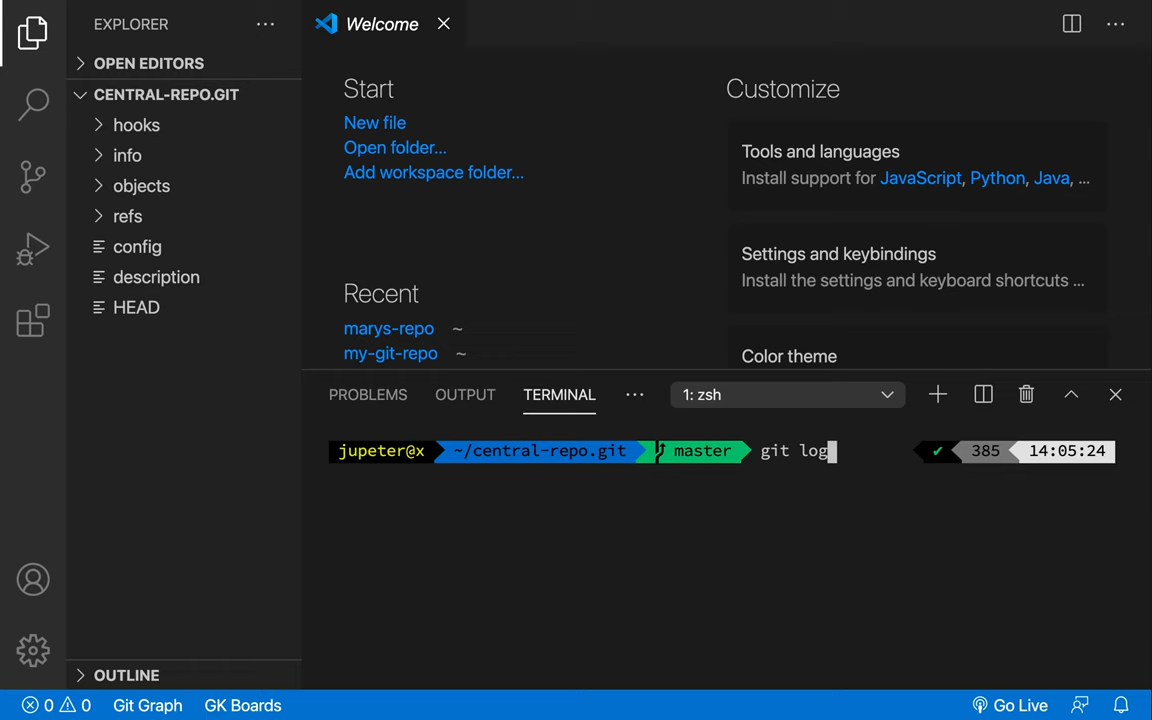 EXPLORER
OPEN EDITORS
CENTRAL-REPO.GIT
hooks
info
objects
refs
config
description
HEAD
OUTLINE
Welcome
Start
New file
Open folder...
Add workspace folder...
Recent
marys-repo ~
my-git-repo ~
Customize
Tools and languages
Install support for JavaScript, Python, Java, ...
Settings and keybindings
Install the settings and keyboard shortcuts ...
Color theme
PROBLEMS OUTPUT TERMINAL ... 1: zsh
jupeter@x ~/central-repo.git master git log ✔ 385 14:05:24
0 0 Git Graph GK Boards Go Live